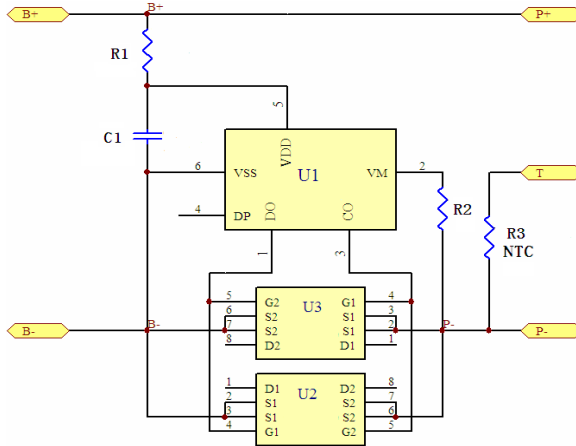 B+ B+ P+
R1
5
C1
VDD
6 VSS U1 VM 2 T
4 DP DO CO R2 R3
NTC
1 3
U3
5 G2 G1 4
6 S2 S1 3
B- B- 7 S2 S1 2 P- P-
8 D2 D1 1
1 D1 U2 D2 8
2 S1 S2 7
3 S1 S2 6
4 G1 G2 5